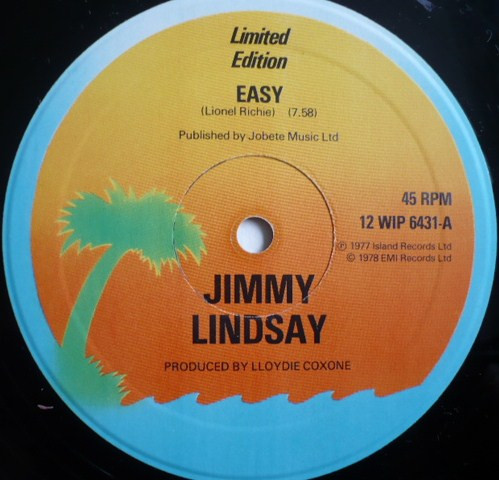 Limited
Edition
EASY
(Lionel Richie) (7.58)
Published by Jobete Music Ltd
45 RPM
12 WIP 6431-A
℗ 1977 Island Records Ltd
© 1978 EMI Records Ltd
JIMMY
LINDSAY
PRODUCED BY LLOYDIE COXONE